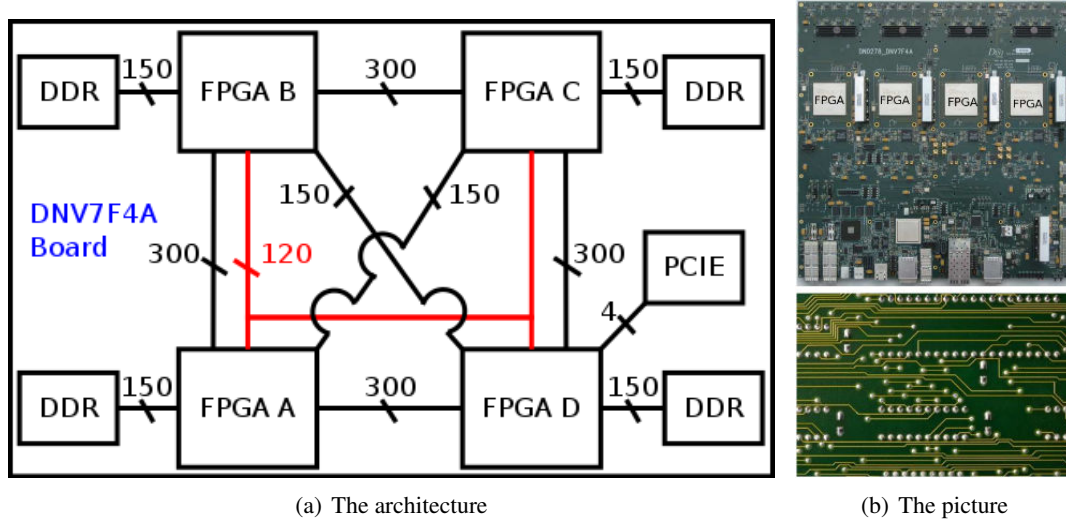 DDR
150
FPGA B
300
FPGA C
150
DDR
150
150
DNV7F4A
Board
300
120
300
PCIE
4
DDR
150
FPGA A
300
FPGA D
150
DDR
(a) The architecture
DND278_DNV7F4A
FPGA
FPGA
FPGA
FPGA
(b) The picture